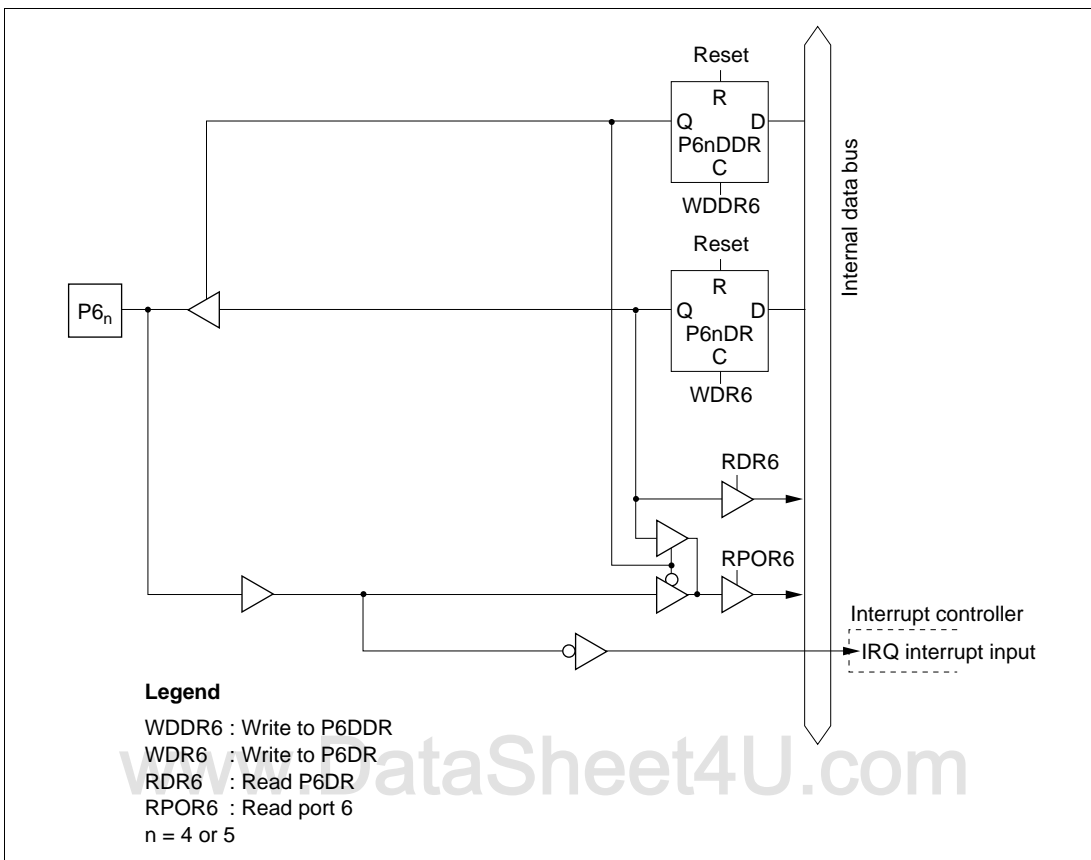 Reset
R
Q D
P6nDDR
C
WDDR6
Internal data bus
Reset
R
P6n
Q D
P6nDR
C
WDR6
RDR6
RPOR6
Interrupt controller
IRQ interrupt input
Legend
WDDR6 : Write to P6DDR
WDR6 : Write to P6DR
RDR6 : Read P6DR
RPOR6 : Read port 6
n = 4 or 5
www.DataSheet4U.com